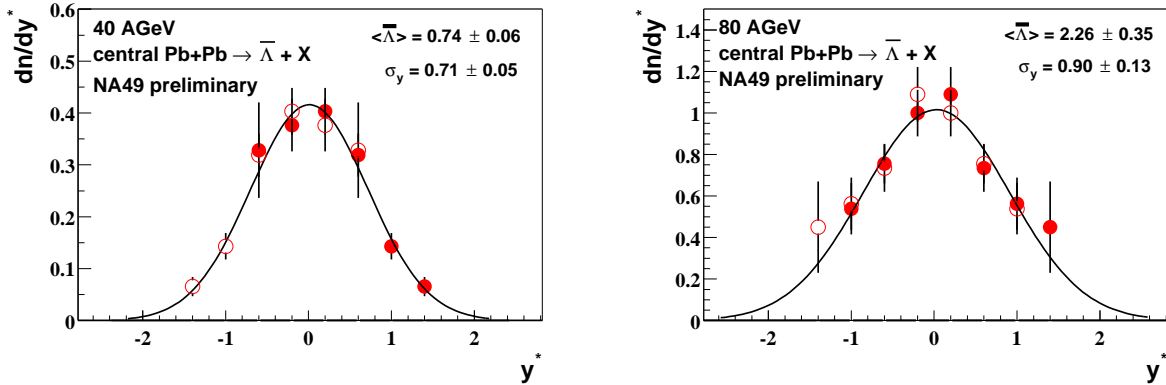 40 AGeV
central Pb+Pb → Λ̅ + X
NA49 preliminary
<Λ̅> = 0.74 ± 0.06
σy = 0.71 ± 0.05
dn/dy*
0.6
0.5
0.4
0.3
0.2
0.1
0
-2 -1 0 1 2
y*
80 AGeV
central Pb+Pb → Λ̅ + X
NA49 preliminary
<Λ̅> = 2.26 ± 0.35
σy = 0.90 ± 0.13
dn/dy*
1.4
1.2
1
0.8
0.6
0.4
0.2
0
-2 -1 0 1 2
y*